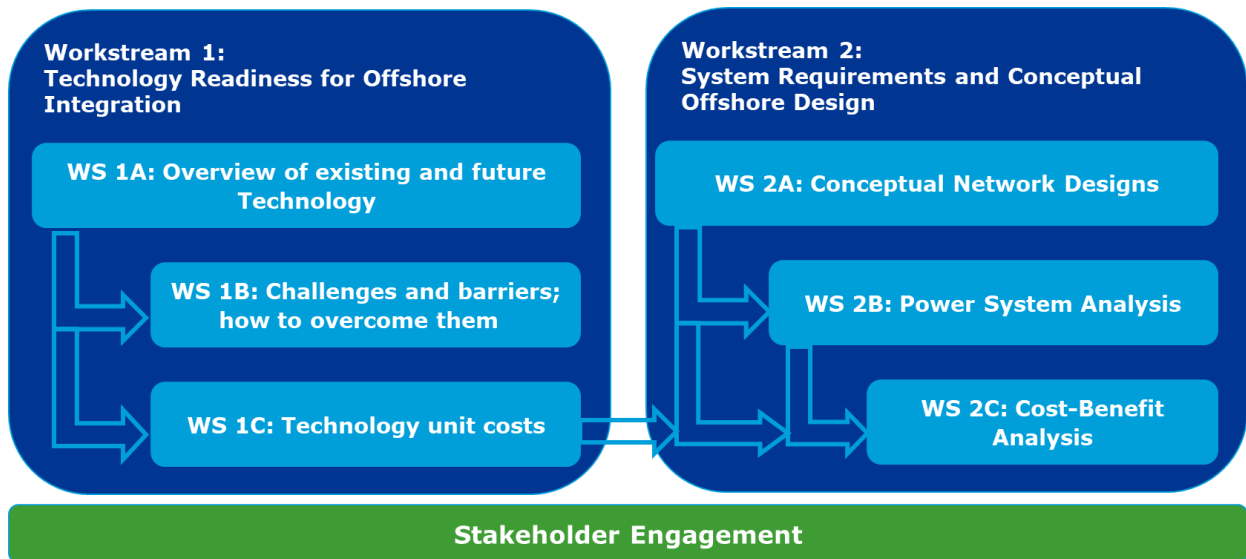 Workstream 1:
Technology Readiness for Offshore
Integration
WS 1A: Overview of existing and future
Technology
WS 1B: Challenges and barriers;
how to overcome them
WS 1C: Technology unit costs
Workstream 2:
System Requirements and Conceptual
Offshore Design
WS 2A: Conceptual Network Designs
WS 2B: Power System Analysis
WS 2C: Cost-Benefit
Analysis
Stakeholder Engagement